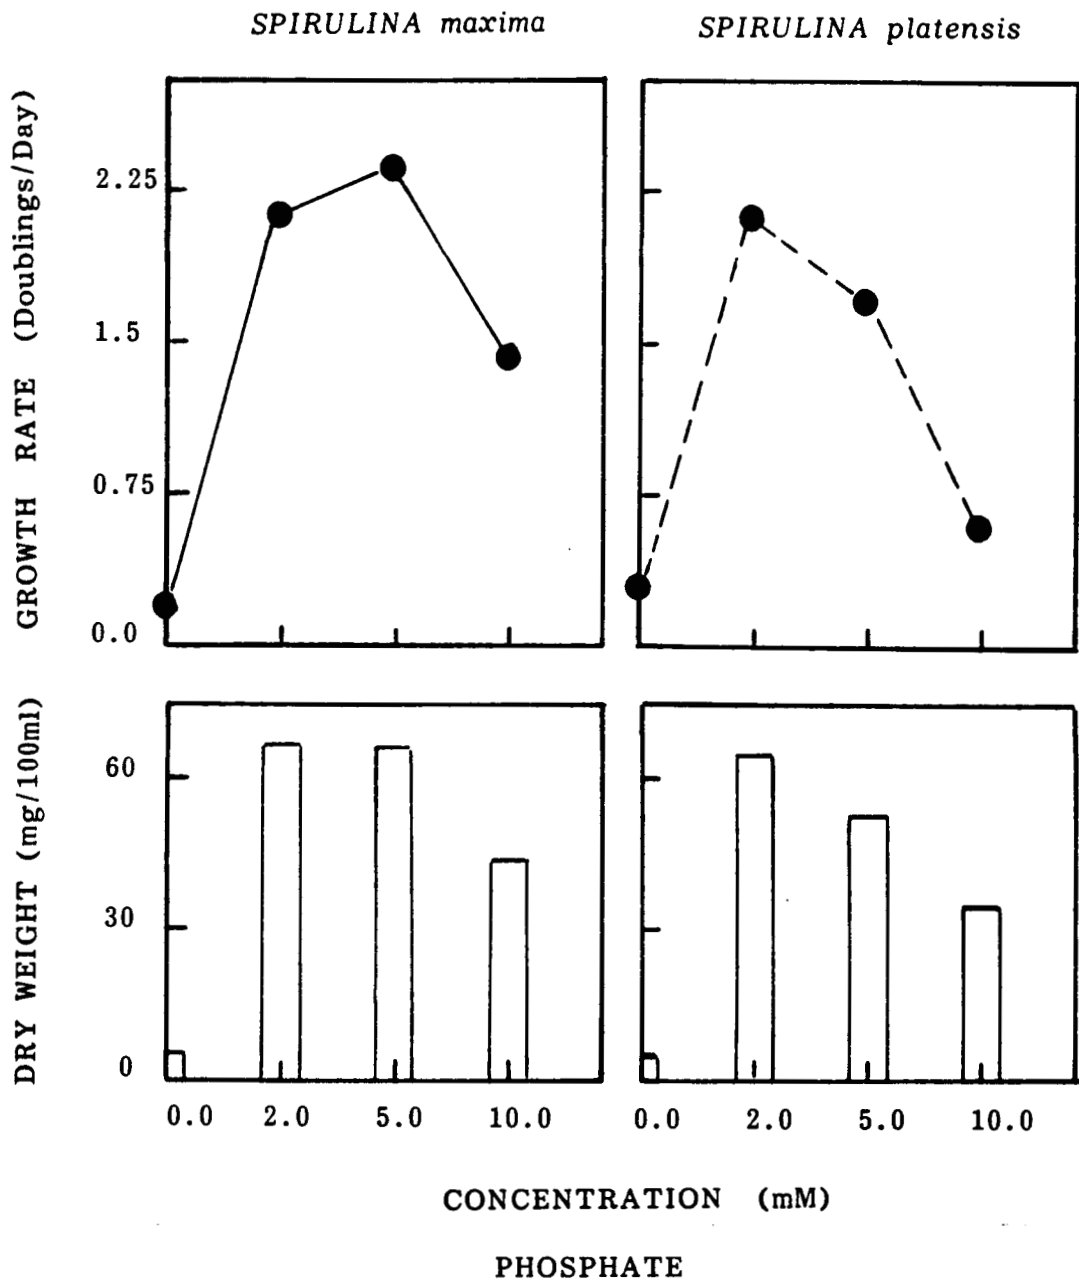 SPIRULINA maxima
SPIRULINA platensis
GROWTH RATE (Doublings/Day)
2.25
1.5
0.75
0.0
DRY WEIGHT (mg/100ml)
60
30
0
0.0 2.0 5.0 10.0
0.0 2.0 5.0 10.0
CONCENTRATION (mM)
PHOSPHATE